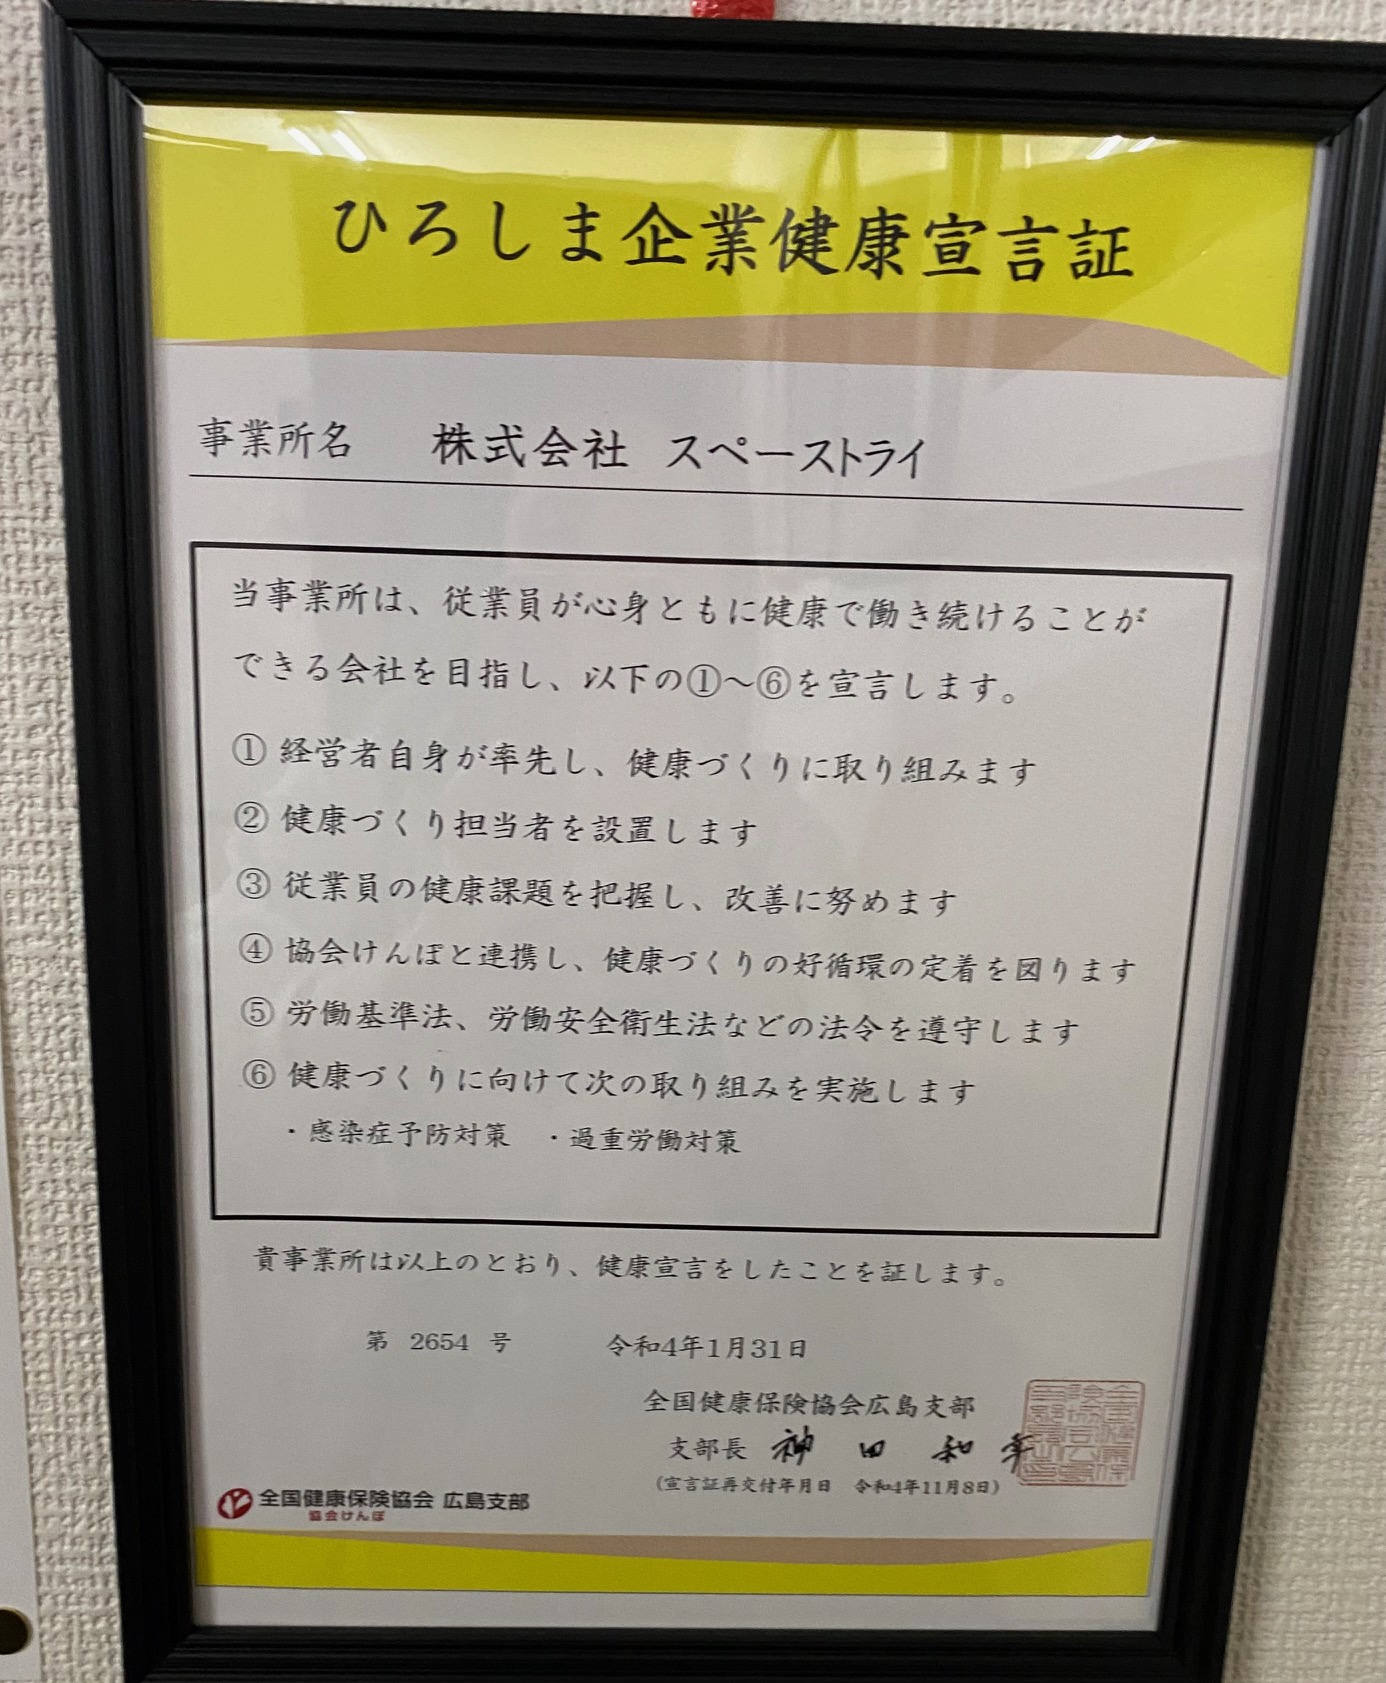 ひろしま企業健康宣言証
事業所名　株式会社 スペーストライ
当事業所は、従業員が心身ともに健康で働き続けることが
できる会社を目指し、以下の①～⑥を宣言します。
① 経営者自身が率先し、健康づくりに取り組みます
② 健康づくり担当者を設置します
③ 従業員の健康課題を把握し、改善に努めます
④ 協会けんぽと連携し、健康づくりの好循環の定着を図ります
⑤ 労働基準法、労働安全衛生法などの法令を遵守します
⑥ 健康づくりに向けて次の取り組みを実施します
・感染症予防対策　・過重労働対策
貴事業所は以上のとおり、健康宣言をしたことを証します。
第 2654 号　令和4年1月31日
全国健康保険協会広島支部
支部長 神田和幸
(宣言証再交付年月日　令和4年11月8日)
全国健康保険協会 広島支部
協会けんぽ